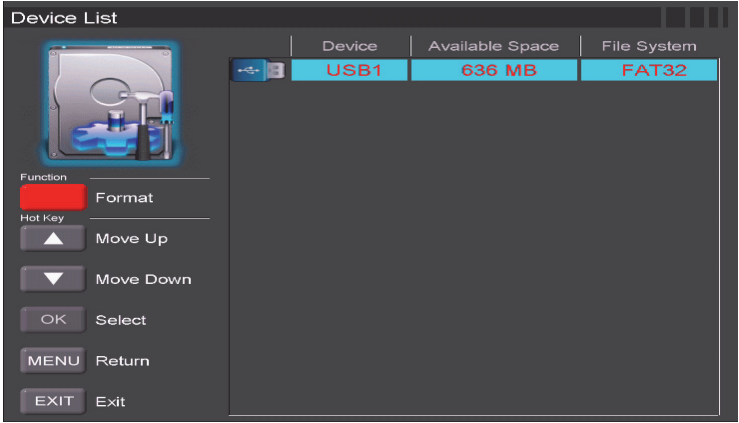 Device List
Device Available Space File System
USB1 636 MB FAT32
Function
Format
Hot Key
Move Up
Move Down
OK Select
MENU Return
EXIT Exit